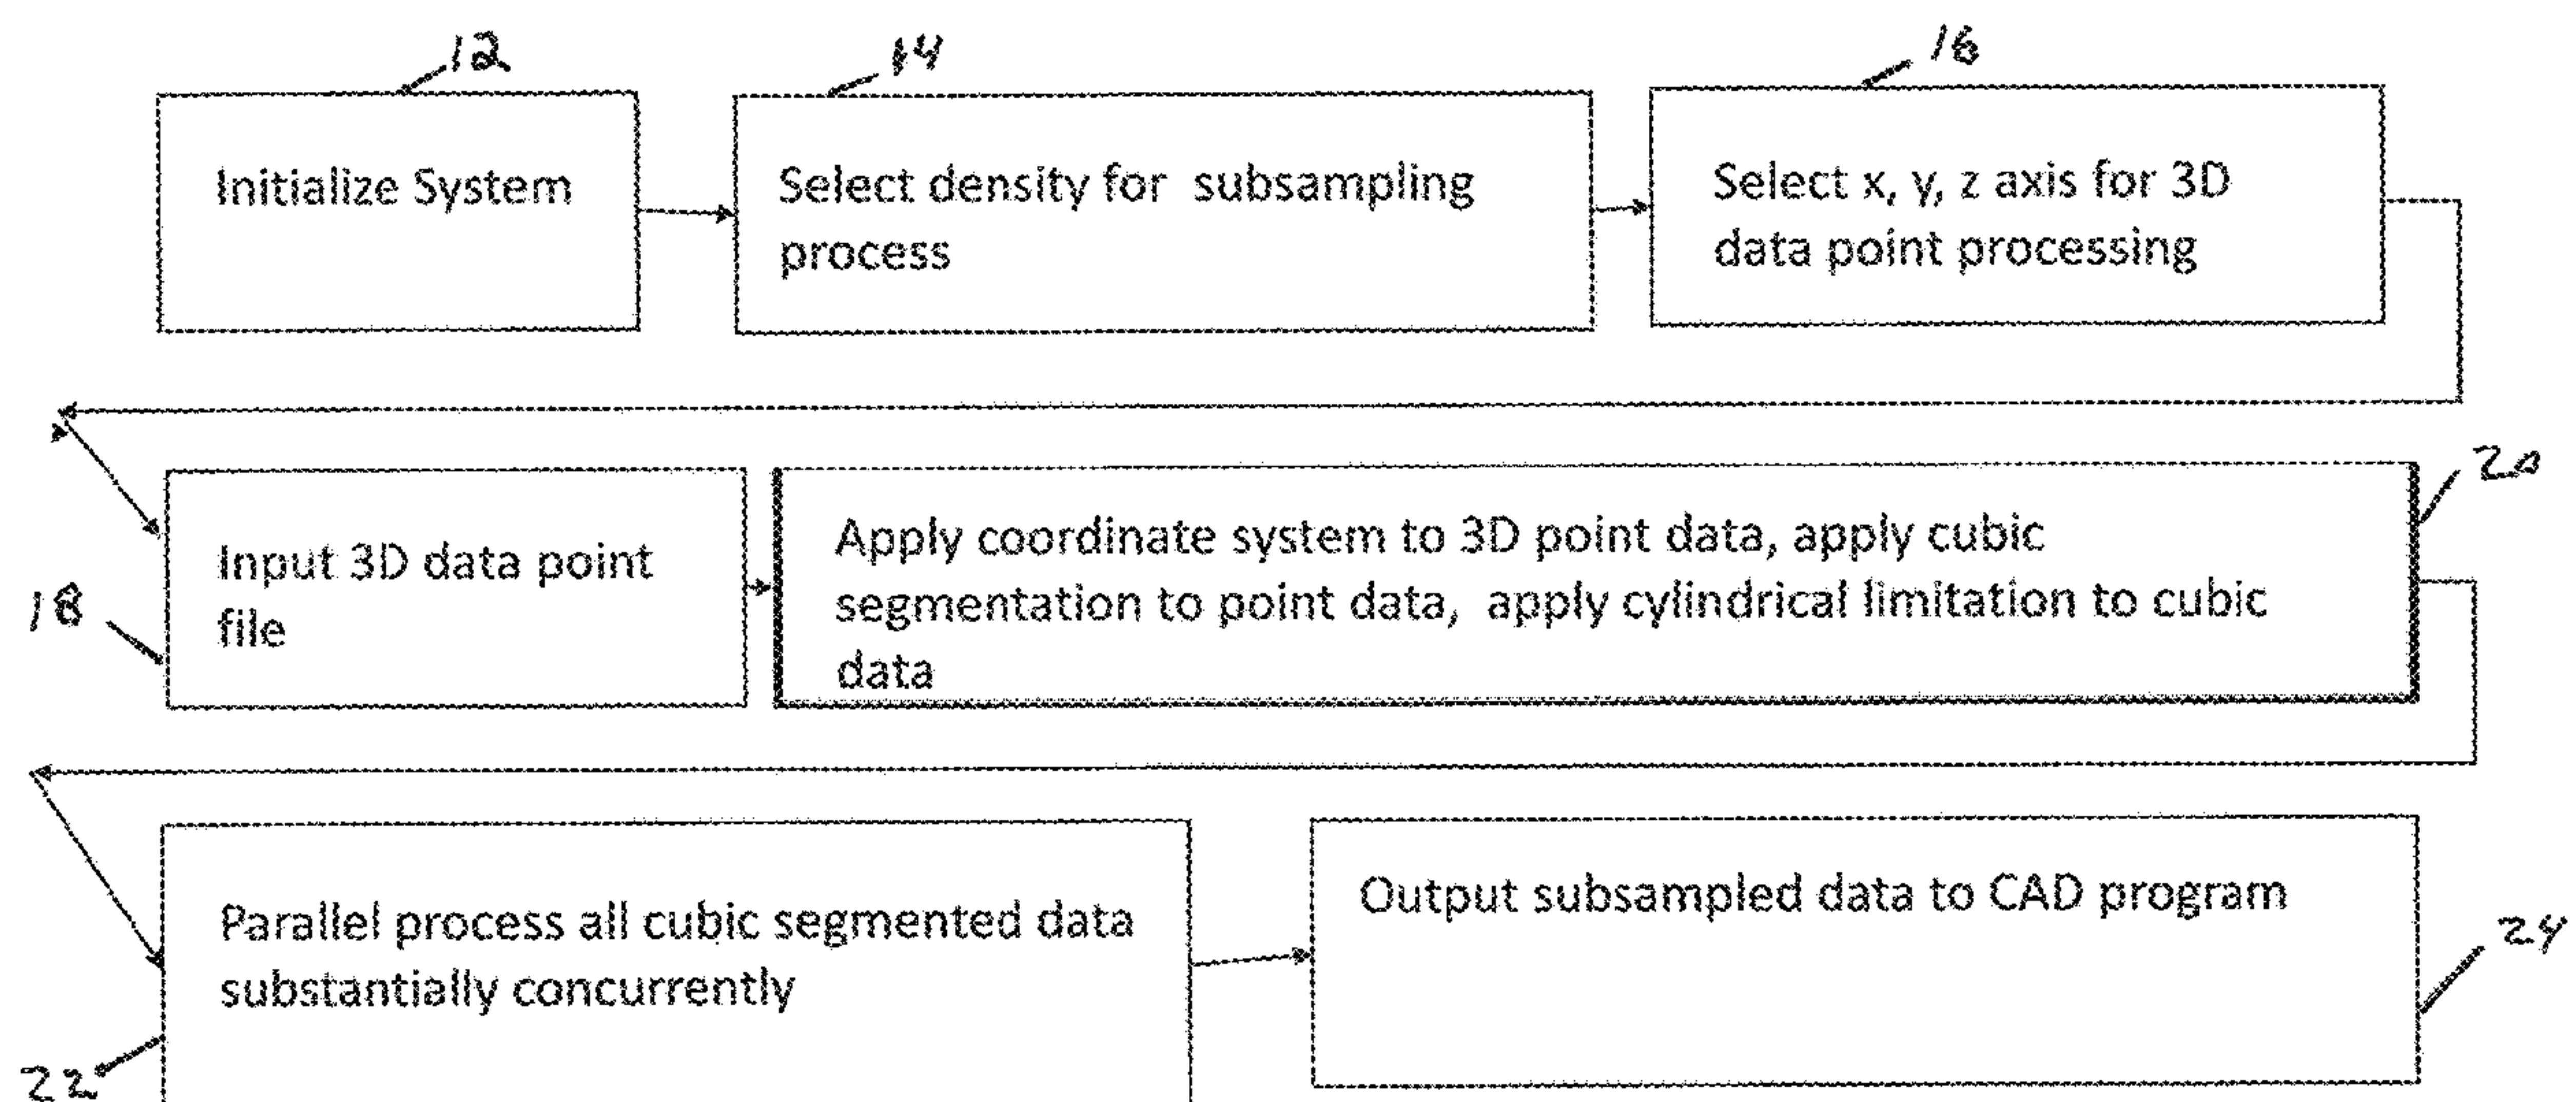 12
14
16
Initialize System
Select density for subsampling
process
Select x, y, z axis for 3D
data point processing
18
Input 3D data point
file
20
Apply coordinate system to 3D point data, apply cubic
segmentation to point data, apply cylindrical limitation to cubic
data
22
Parallel process all cubic segmented data
substantially concurrently
Output subsampled data to CAD program
24